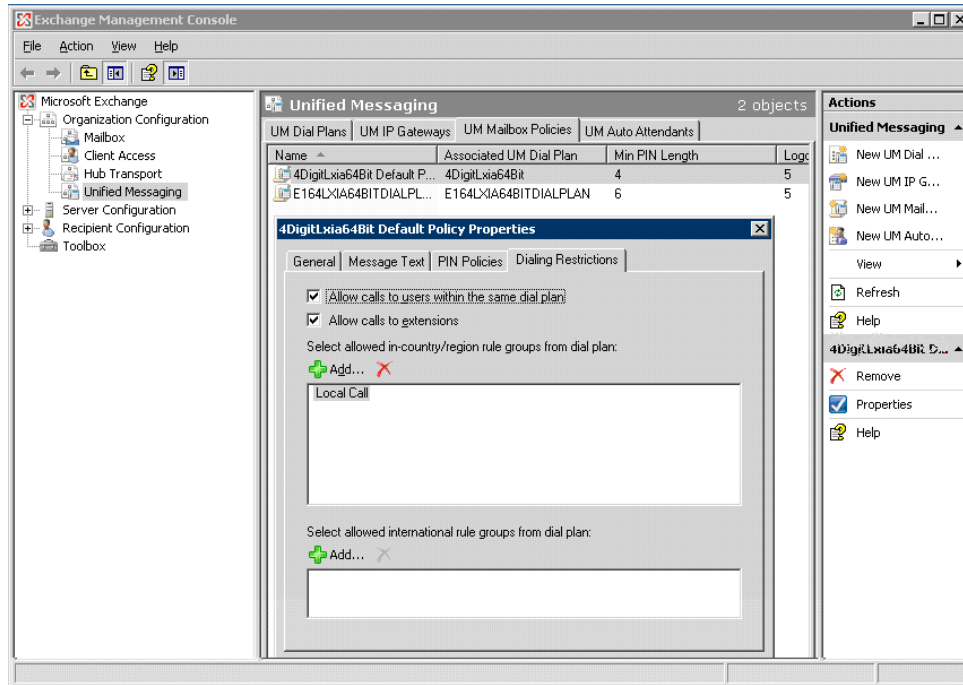 Exchange Management Console
File Action View Help
Microsoft Exchange
Organization Configuration
Mailbox
Client Access
Hub Transport
Unified Messaging
Server Configuration
Recipient Configuration
Toolbox
Unified Messaging 2 objects
UM Dial Plans UM IP Gateways UM Mailbox Policies UM Auto Attendants
Name Associated UM Dial Plan Min PIN Length Logo
4DigitLxia64Bit Default P... 4DigitLxia64Bit 4 5
E164LXIA64BITDIALPL... E164LXIA64BITDIALPLAN 6 5
4DigitLxia64Bit Default Policy Properties
General Message Text PIN Policies Dialing Restrictions
Allow calls to users within the same dial plan
Allow calls to extensions
Select allowed in-country/region rule groups from dial plan:
Add...
Local Call
Select allowed international rule groups from dial plan:
Add...
Actions
Unified Messaging
New UM Dial ...
New UM IP G...
New UM Mail...
New UM Auto...
View
Refresh
Help
4DigitLxia64Bit D...
Remove
Properties
Help